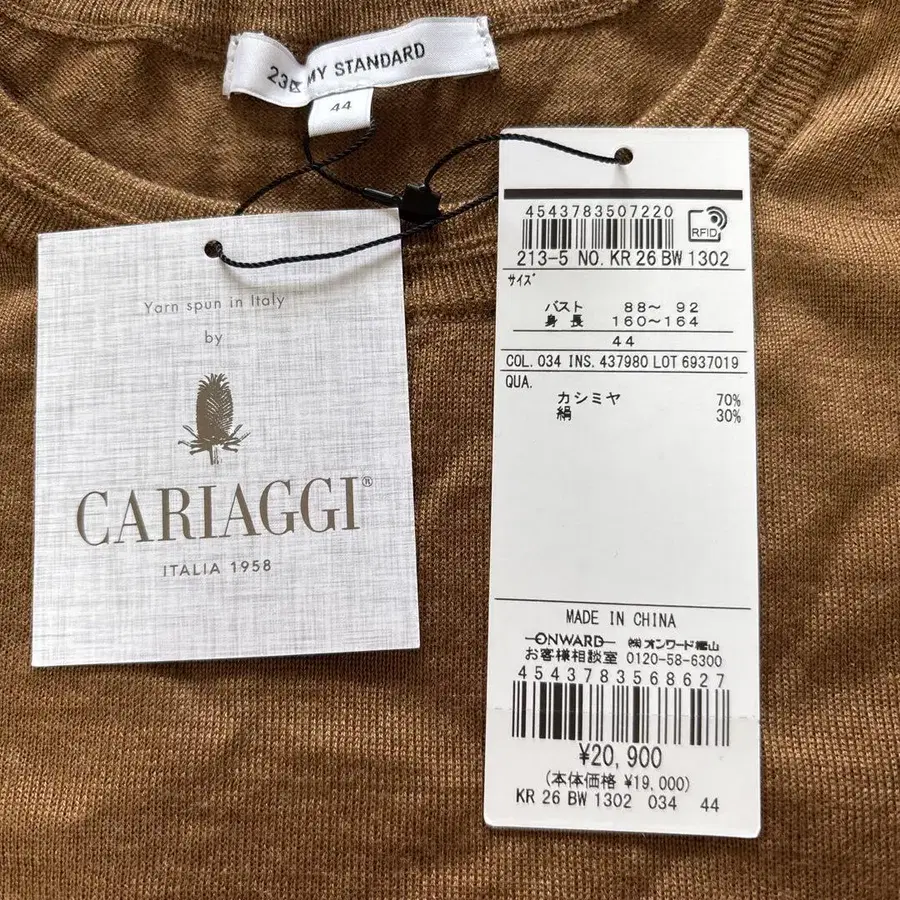 23区 MY STANDARD
44
Yarn spun in Italy
by
CARIAGGI®
ITALIA 1958
4543783507220
RFID
213-5 NO. KR 26 BW 1302
サイズ
バスト 88～ 92
身長 160～164
44
COL. 034 INS. 437980 LOT 6937019
QUA.
カシミヤ 70%
絹 30%
MADE IN CHINA
ONWARD ㈱オンワード樫山
お客様相談室 0120-58-6300
4543783568627
¥20,900
(本体価格 ¥19,000)
KR 26 BW 1302 034 44